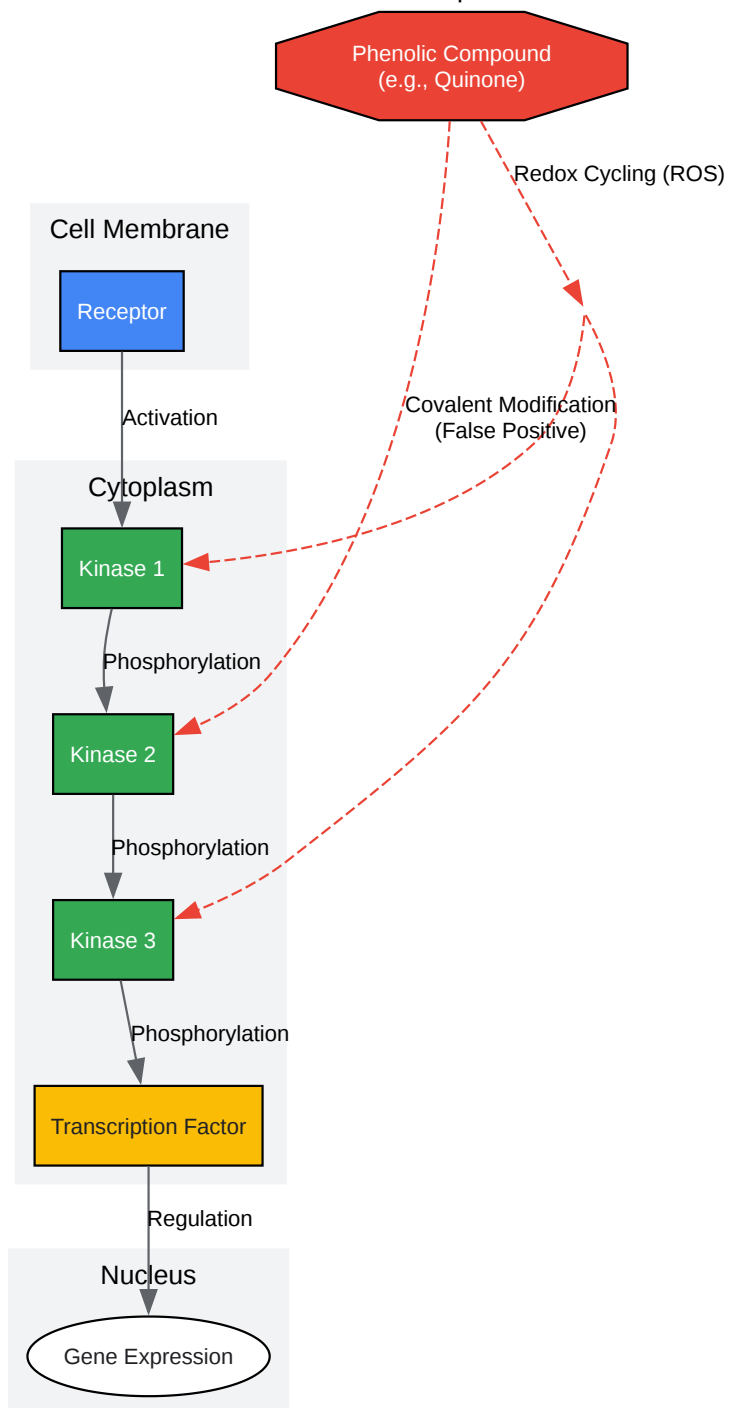 Phenolic Compound
(e.g., Quinone)
Redox Cycling (ROS)
Cell Membrane
Receptor
Activation
Covalent Modification
(False Positive)
Cytoplasm
Kinase 1
Phosphorylation
Kinase 2
Phosphorylation
Kinase 3
Phosphorylation
Transcription Factor
Regulation
Nucleus
Gene Expression